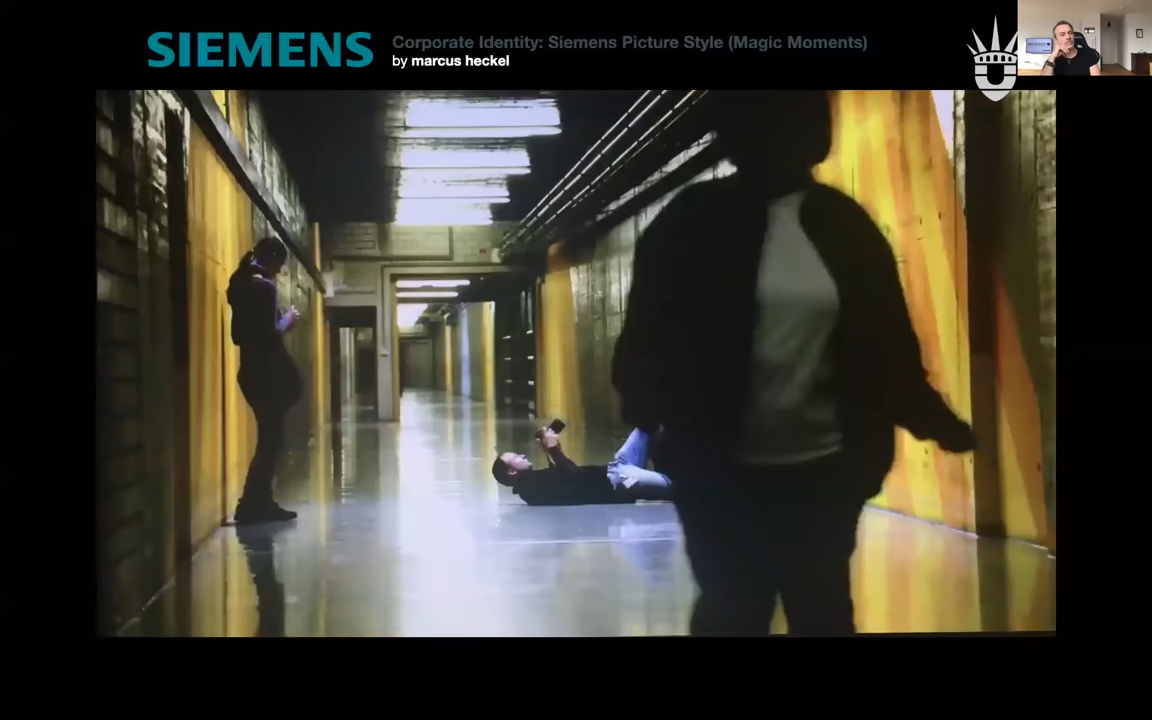 SIEMENS
Corporate Identity: Siemens Picture Style (Magic Moments)
by marcus heckel